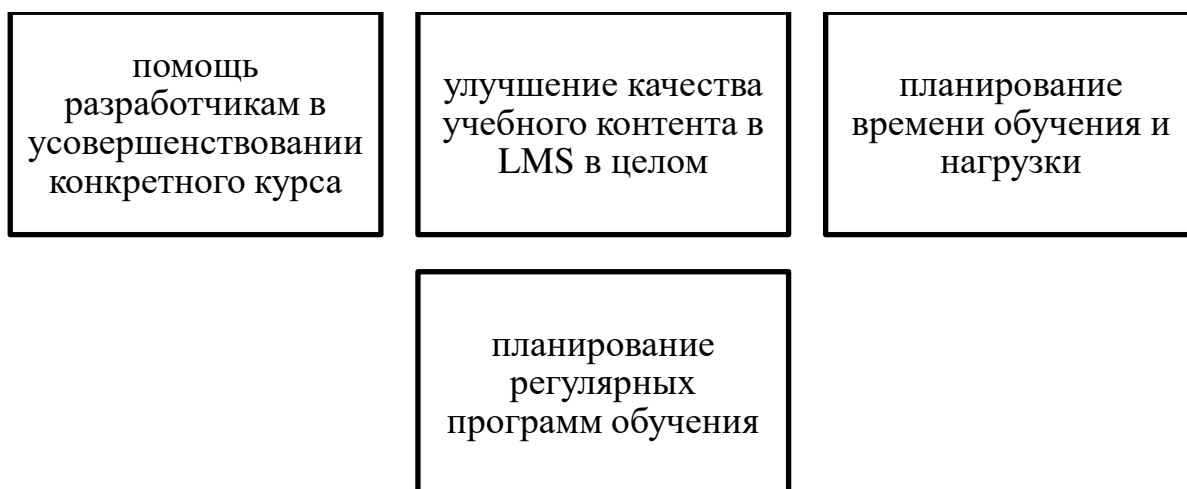 помощь
разработчикам в
усовершенствовании
конкретного курса
улучшение качества
учебного контента в
LMS в целом
планирование
времени обучения и
нагрузки
планирование
регулярных
программ обучения